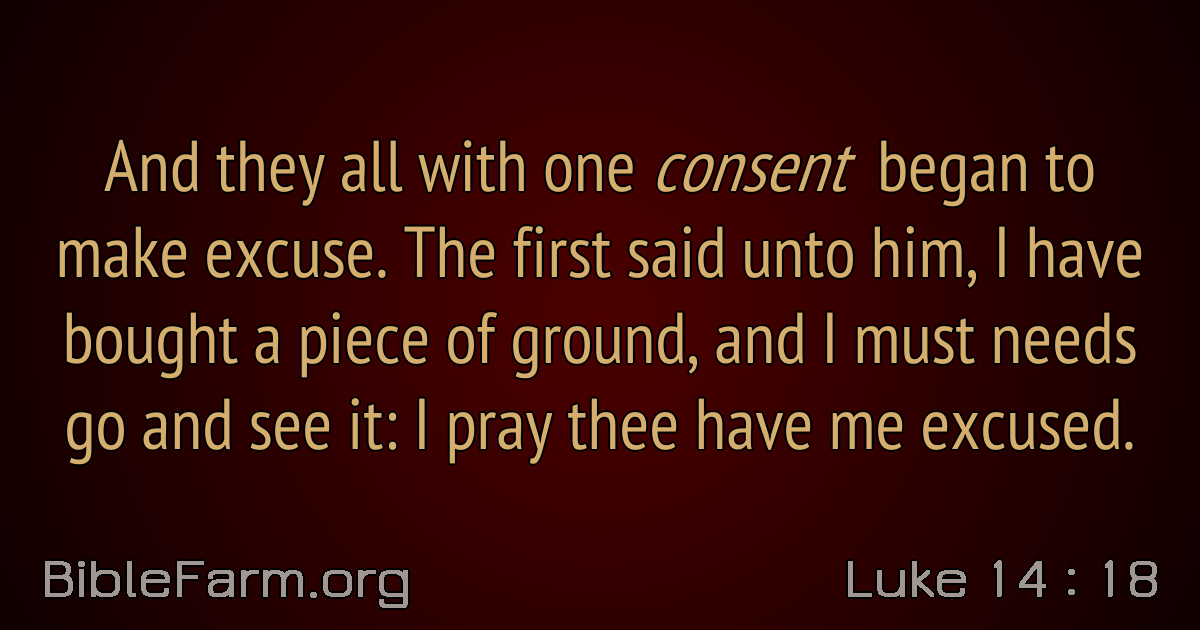 And they all with one consent began to
make excuse. The first said unto him, I have
bought a piece of ground, and I must needs
go and see it: I pray thee have me excused.
BibleFarm.org
Luke 14 : 18